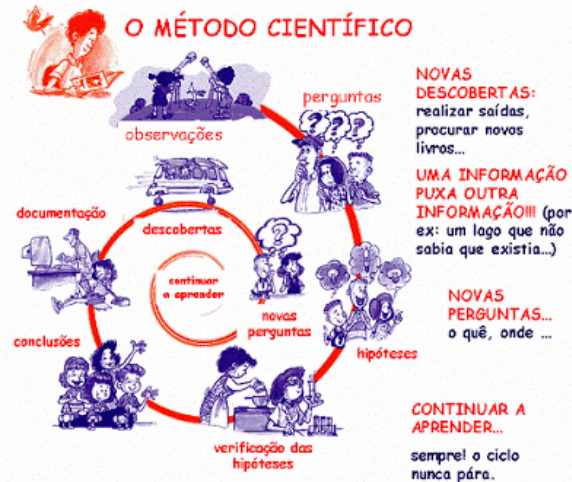 O MÉTODO CIENTÍFICO
observações
perguntas
hipóteses
verificação das
hipóteses
conclusões
documentação
descobertas
novas
perguntas
continuar
a aprender
NOVAS
DESCOBERTAS:
realizar saídas,
procurar novos
livros...
UMA INFORMAÇÃO
PUXA OUTRA
INFORMAÇÃO!!! (por
ex: um lago que não
sabia que existia...)
NOVAS
PERGUNTAS...
o quê, onde ...
CONTINUAR A
APRENDER...
sempre! o ciclo
nunca pára.